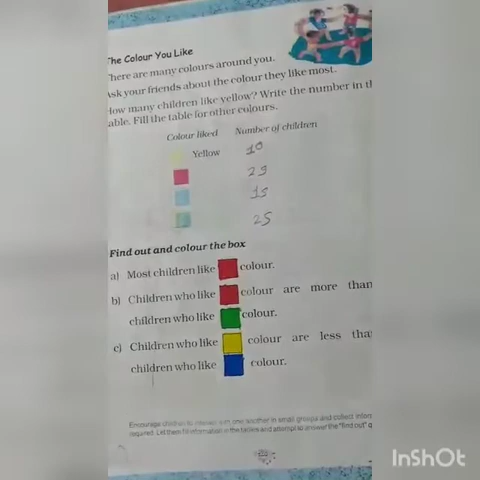 The Colour You Like
There are many colours around you.
Ask your friends about the colour they like most.
How many children like yellow? Write the number in th
able. Fill the table for other colours.
Colour liked Number of children
Yellow 10
29
15
25
Find out and colour the box
a) Most children like colour.
b) Children who like colour are more than
children who like colour.
c) Children who like colour are less tha
children who like colour.
Encourage children to interact with one another in small groups and collect infor
required. Let them fill information in the tables and attempt to answer the "find out" q
InShOt